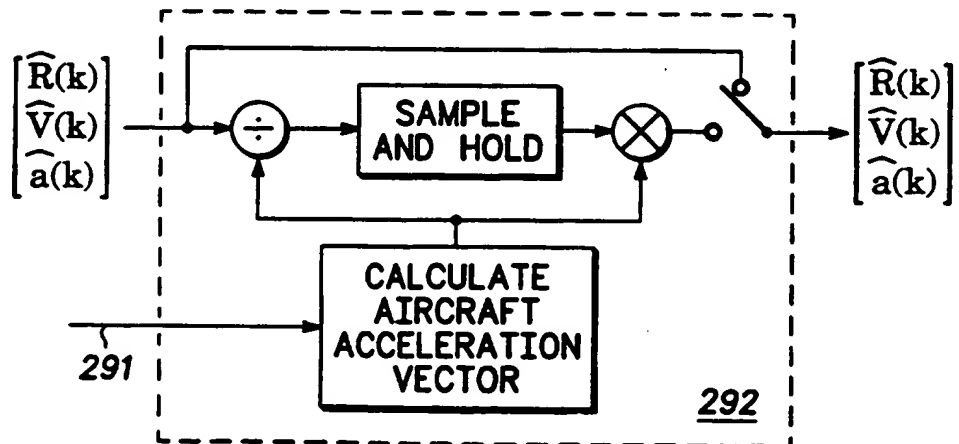 R̂(k)
V̂(k)
â(k)
÷
SAMPLE
AND HOLD
R̂(k)
V̂(k)
â(k)
CALCULATE
AIRCRAFT
ACCELERATION
VECTOR
291
292